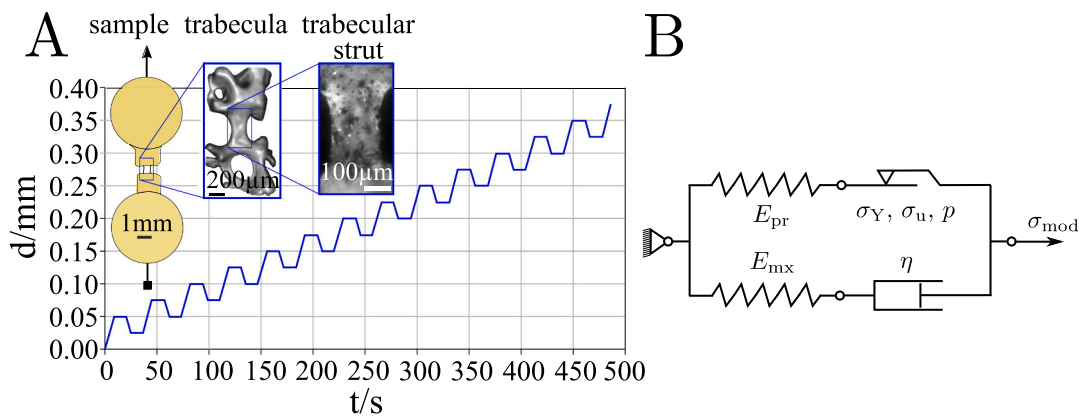 A
sample trabecula trabecular
strut
200μm
100μm
1mm
d/mm
0.40
0.35
0.30
0.25
0.20
0.15
0.10
0.05
0.00
0 50 100 150 200 250 300 350 400 450 500
t/s
B
E_pr
σ_Y, σ_u, p
σ_mod
E_mx
η